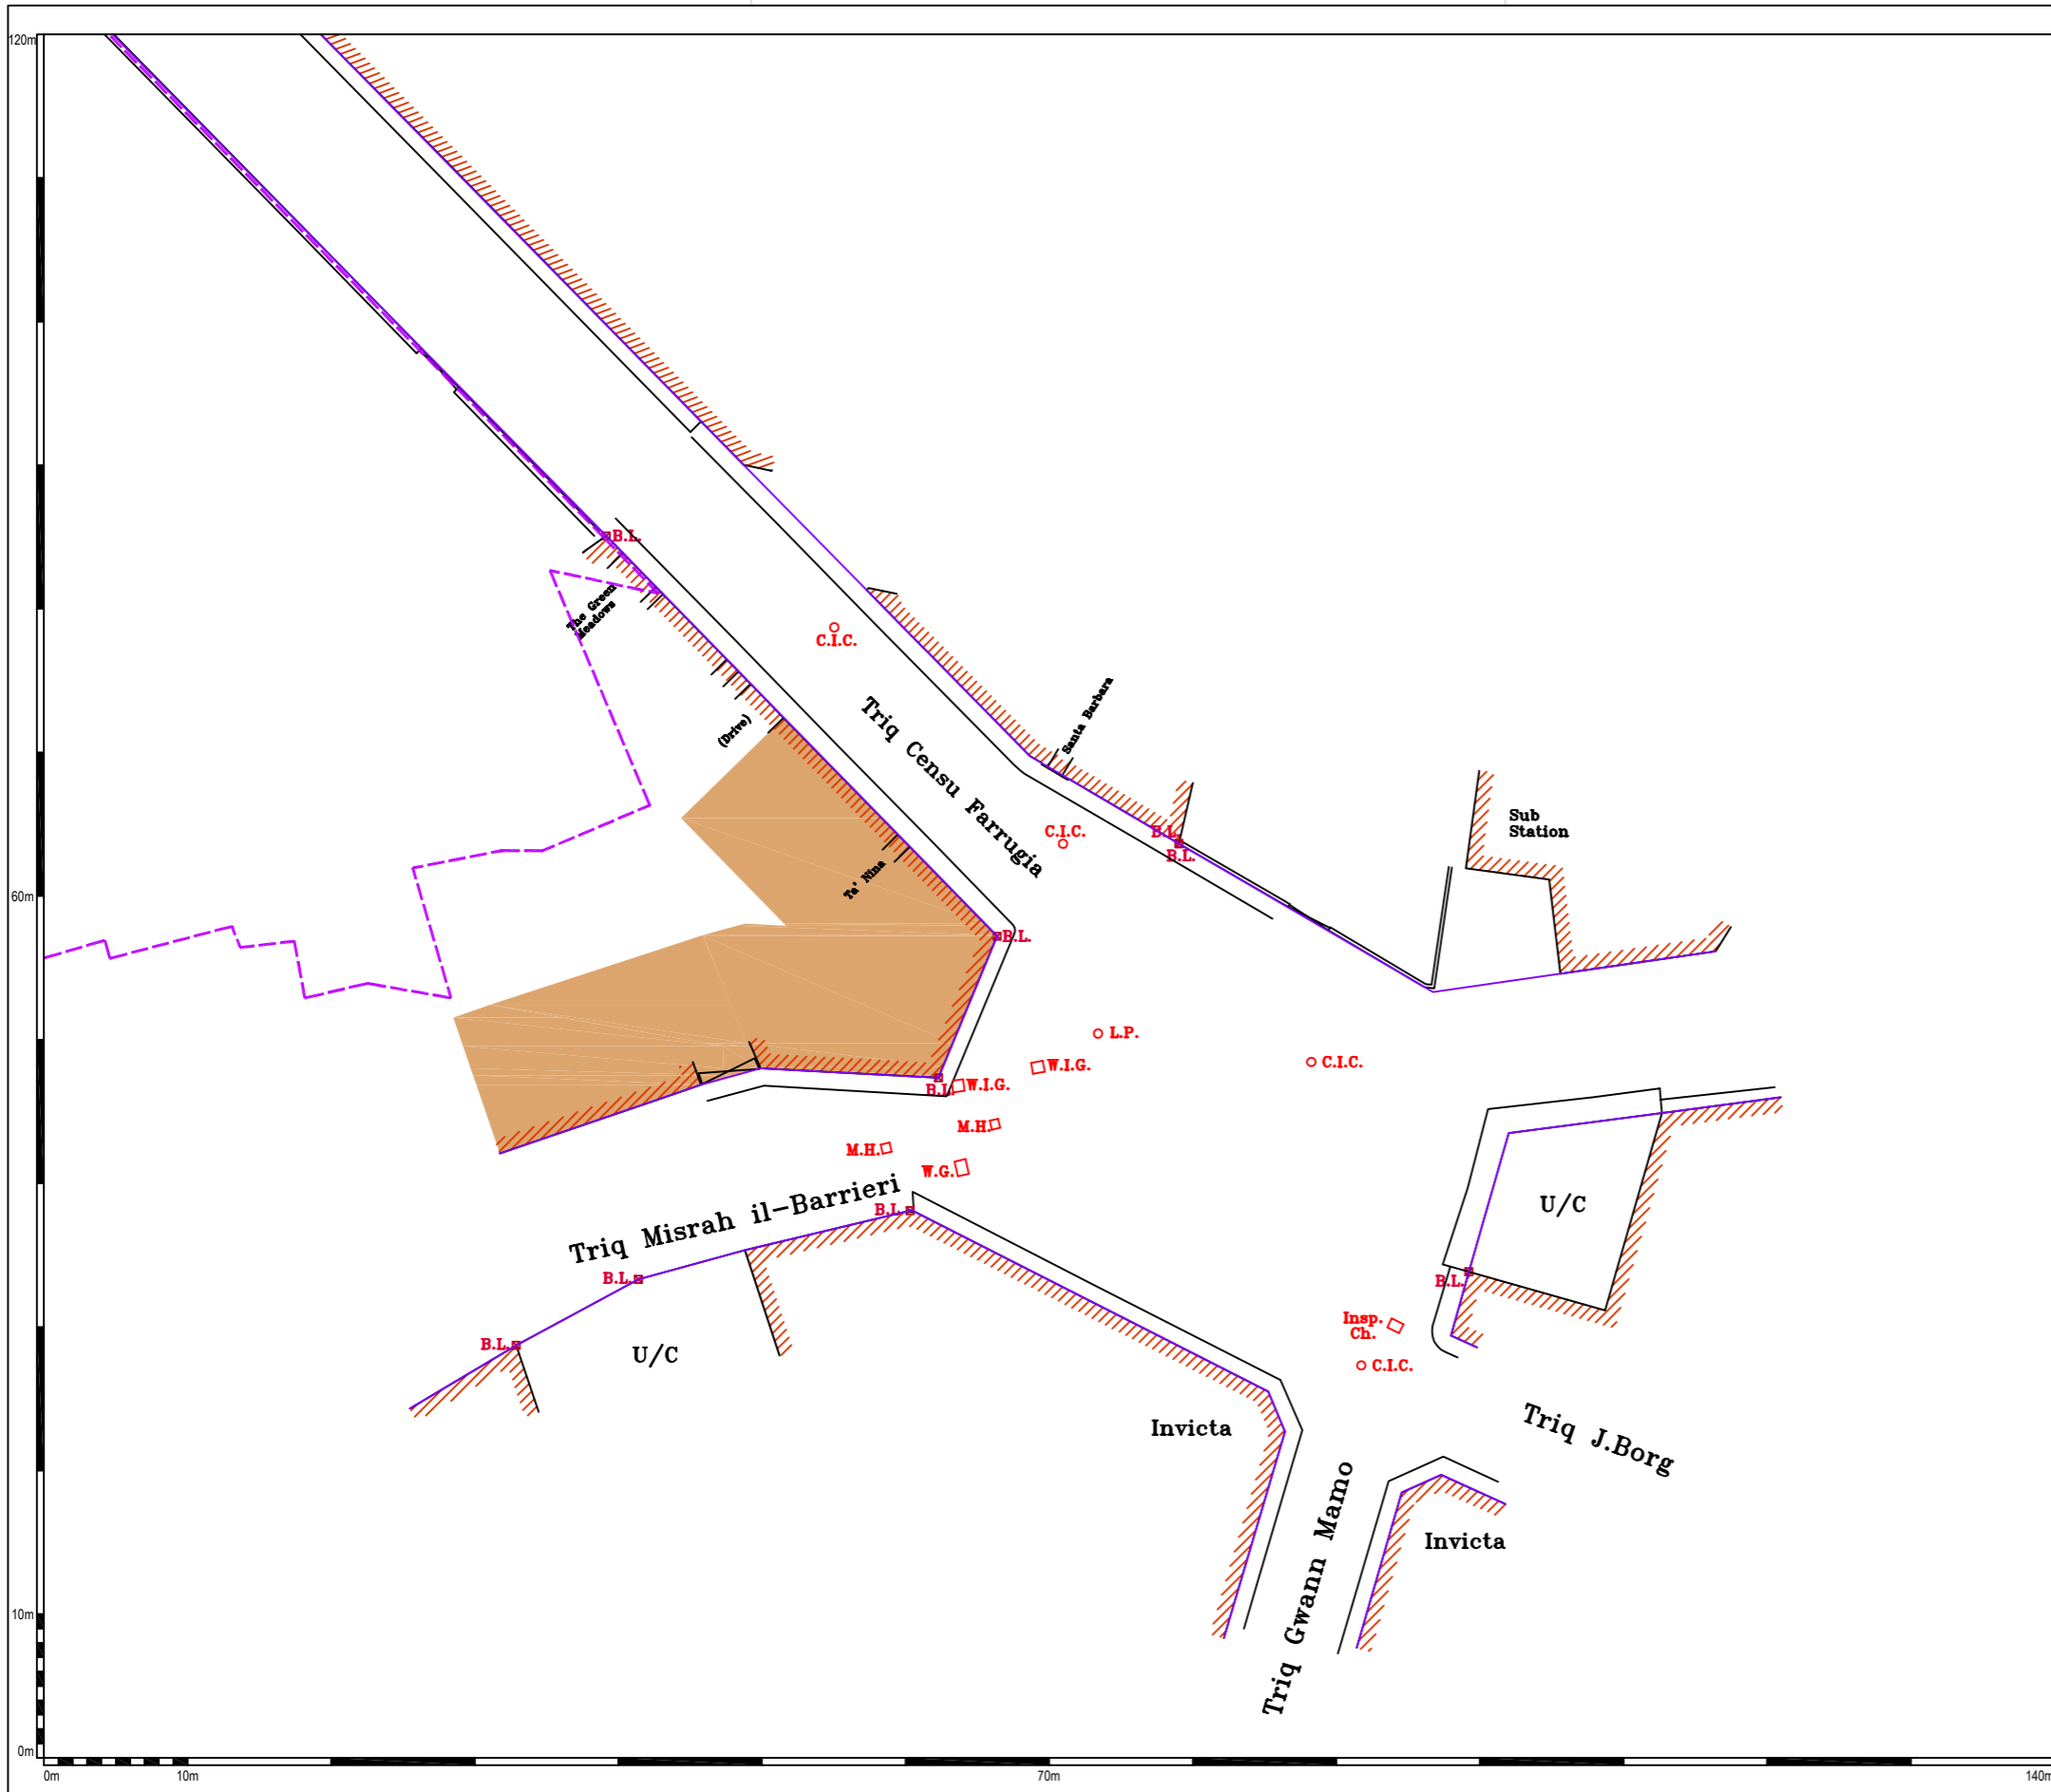 120m
B.L.
The Green
Meadows
C.I.C.
(Drive)
Triq Censu Farrugia
Santa Barbara
C.I.C.
B.L.
B.L.
Sub
Station
Ta' Nina
60m
B.L.
L.P.
W.I.G.
C.I.C.
W.I.G.
B.L.
M.H.
M.H.
W.G.
Triq Misrah il-Barrieri
B.L.
U/C
B.L.
B.L.
Insp.
Ch.
B.L.
U/C
C.I.C.
Invicta
Triq J.Borg
Triq Gwann Mamo
Invicta
10m
0m
0m
10m
70m
140m